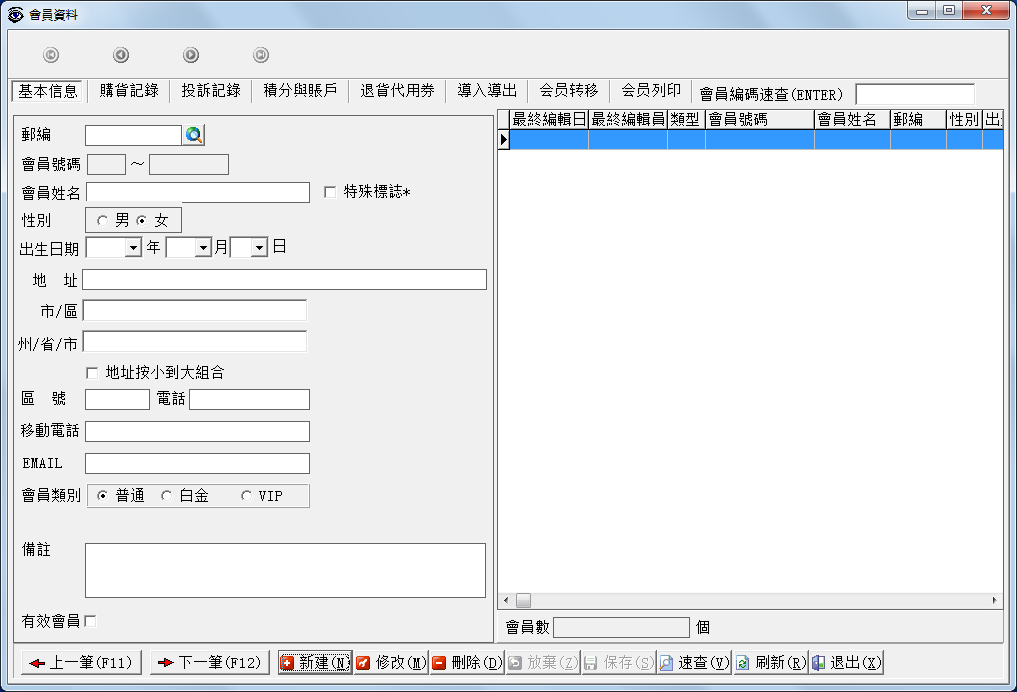 會員資料
基本信息 購貨記錄 投訴記錄 積分與賬戶 退貨代用券 導入導出 会员转移 会员列印 會員編碼速查(ENTER)
最終編輯日 最終編輯員 類型 會員號碼 會員姓名 郵編 性別
郵編
會員號碼 ～
會員姓名 特殊標誌*
性別 男 女
出生日期 年 月 日
地 址
市/區
州/省/市
地址按小到大組合
區 號 電話
移動電話
EMAIL
會員類別 普通 白金 VIP
備註
有效會員
會員數 個
上一筆(F11) 下一筆(F12) 新建(N) 修改(M) 刪除(D) 放棄(Z) 保存(S) 速查(V) 刷新(R) 退出(X)